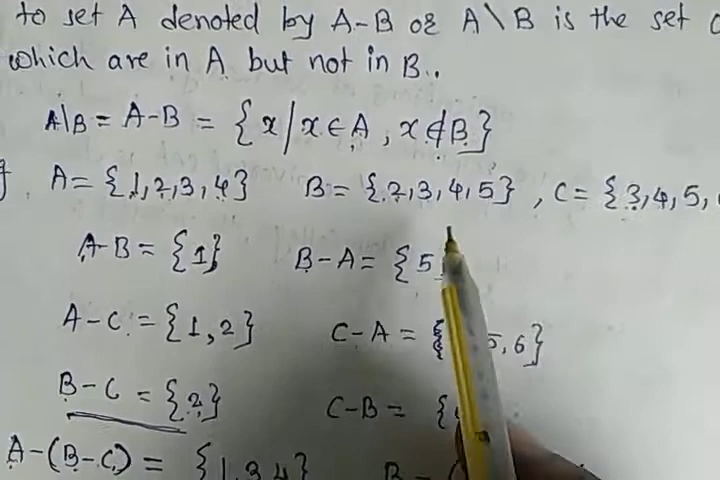 to set A denoted by A-B or A\B is the set
which are in A but not in B.
A\B = A-B = {x/x∈A, x∉B}
A = {1,2,3,4} B = {2,3,4,5}, C = {3,4,5,
A-B = {1} B-A = {5
A-C = {1,2} C-A = { 5,6}
B-C = {2} C-B = {
A-(B-C) = {1,3,4} B-